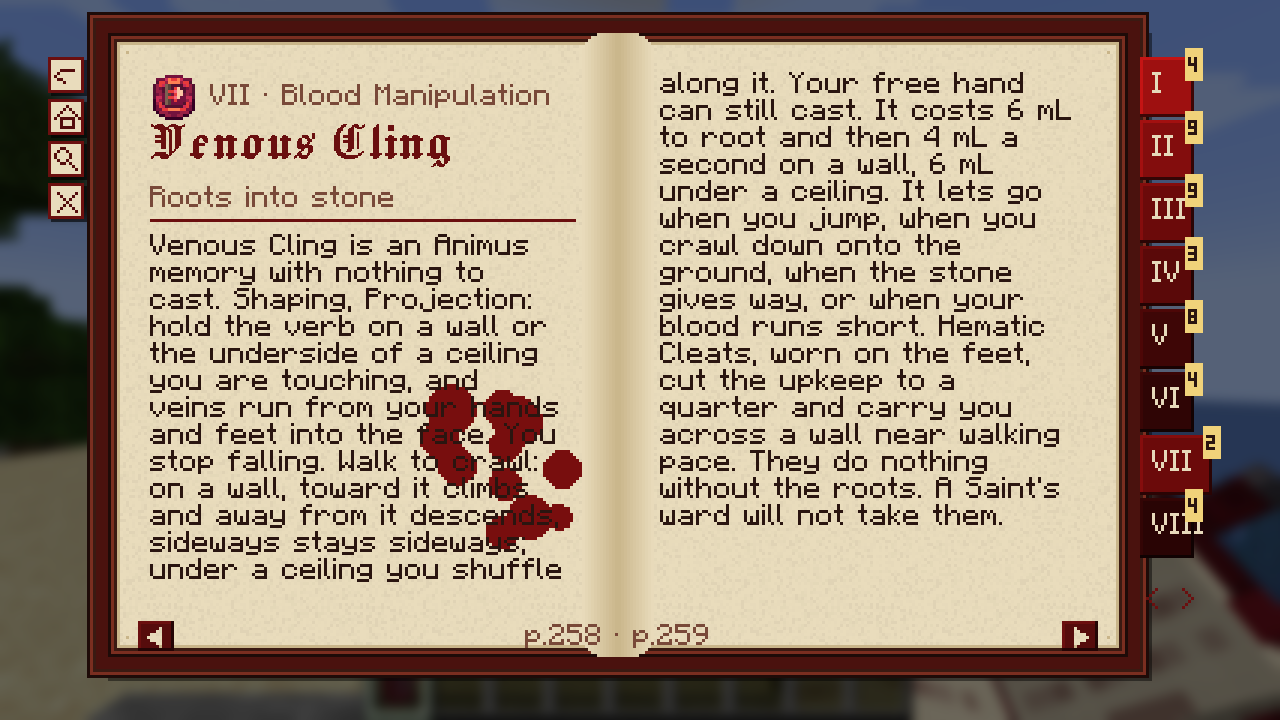 VII · Blood Manipulation
Venous Cling
Roots into stone
Venous Cling is an Animus
memory with nothing to
cast. Shaping, Projection:
hold the verb on a wall or
the underside of a ceiling
you are touching, and
veins run from your hands
and feet into the face. You
stop falling. Walk to crawl:
on a wall, toward it climbs
and away from it descends,
sideways stays sideways,
under a ceiling you shuffle
along it. Your free hand
can still cast. It costs 6 mL
to root and then 4 mL a
second on a wall, 6 mL
under a ceiling. It lets go
when you jump, when you
crawl down onto the
ground, when the stone
gives way, or when your
blood runs short. Hematic
Cleats, worn on the feet,
cut the upkeep to a
quarter and carry you
across a wall near walking
pace. They do nothing
without the roots. A Saint's
ward will not take them.
p.258 · p.259
I 4
II 9
III 9
IV 3
V 8
VI 4
VII 2
VIII 4